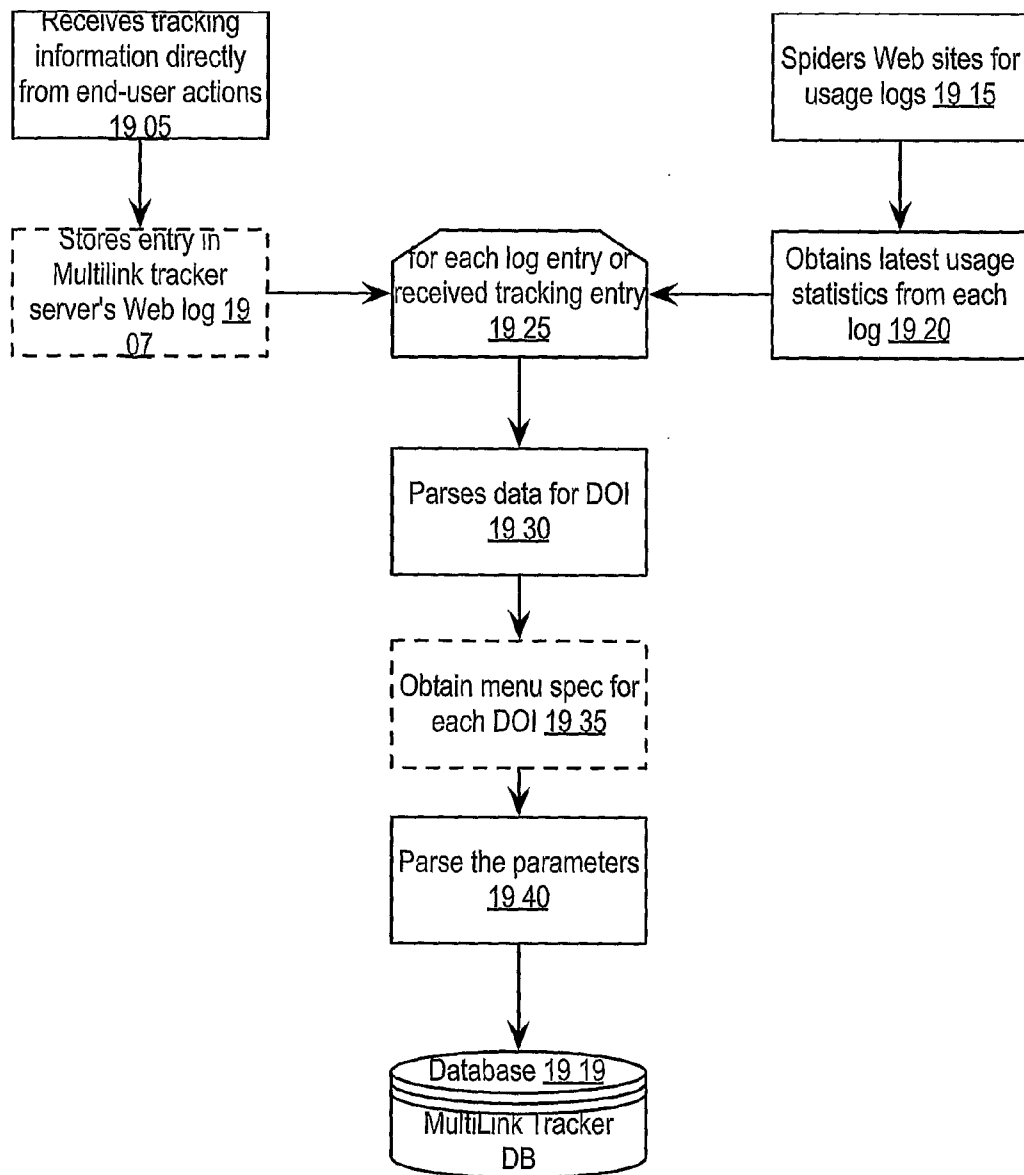 Receives tracking
information directly
from end-user actions
19 05
Spiders Web sites for
usage logs 19 15
Stores entry in
Multilink tracker
server's Web log 19
07
for each log entry or
received tracking entry
19 25
Obtains latest usage
statistics from each
log 19 20
Parses data for DOI
19 30
Obtain menu spec for
each DOI 19 35
Parse the parameters
19 40
Database 19 19
MultiLink Tracker
DB